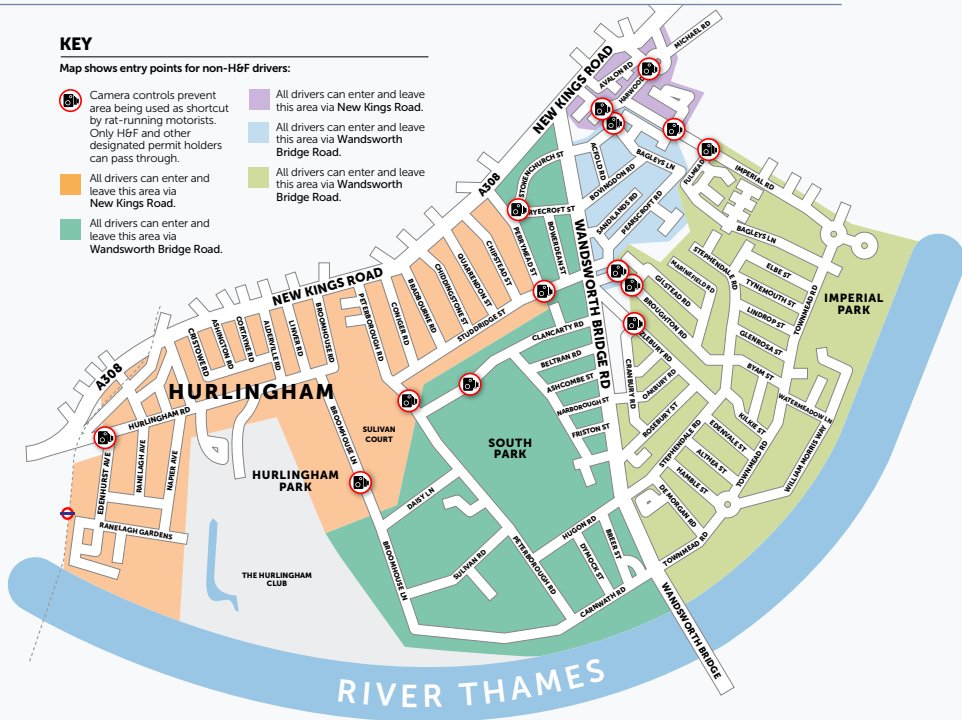 KEY
Map shows entry points for non-H&F drivers:
Camera controls prevent
area being used as shortcut
by rat-running motorists.
Only H&F and other
designated permit holders
can pass through.
All drivers can enter and
leave this area via
New Kings Road.
All drivers can enter and
leave this area via
Wandsworth Bridge Road.
All drivers can enter and leave
this area via New Kings Road.
All drivers can enter and leave
this area via Wandsworth
Bridge Road.
All drivers can enter and leave
this area via Wandsworth
Bridge Road.
MICHAEL RD
AVALON RD
NEW KINGS ROAD
A308
ACFOLD RD
BAGLEYS LN
BOVINGDON RD
SANDILANDS RD
PEARSCROFT RD
IMPERIAL RD
BAGLEYS LN
RYECROFT ST
PERRYMEAD ST
BOWERDEAN ST
WANDSWORTH BRIDGE RD
CHIPSTEAD ST
QUARRENDON ST
CHIDDINGSTONE ST
BRADBOURNE RD
CONIGER RD
PETERBOROUGH RD
STUDDRIDGE ST
NEW KINGS ROAD
BROOMHOUSE RD
LINVER RD
ALDERVILLE RD
CORTAYNE RD
ASHINGTON RD
CRISTOWE RD
A308
HURLINGHAM
HURLINGHAM RD
EDENHURST AVE
RANELAGH AVE
NAPIER AVE
RANELAGH GARDENS
HURLINGHAM
PARK
THE HURLINGHAM
CLUB
BROOMHOUSE LN
SULIVAN
COURT
SOUTH
PARK
CLANCARTY RD
BELTRAN RD
ASHCOMBE ST
NARBOROUGH ST
FRISTON ST
DAISY LN
SULIVAN RD
BROOMHOUSE LN
PETERBOROUGH RD
HUGON RD
DYMOCK ST
BREER ST
CARNWATH RD
STEPHENDALE RD
MARINEFIELD RD
GILSTEAD RD
BROUGHTON RD
CRANBURY RD
OAKBURY RD
ROSEBURY ST
STEPHENDALE RD
ELBE ST
TYNEMOUTH ST
LINDROP ST
GLENROSA ST
BYAM ST
TOWNMEAD RD
IMPERIAL
PARK
WATERMEADOW LN
WILLIAM MORRIS WAY
KILKIE ST
EDENVALE ST
ALTHEA ST
HAMBLE ST
DE MORGAN RD
TOWNMEAD RD
TOWNMEAD RD
WANDSWORTH BRIDGE
RIVER THAMES